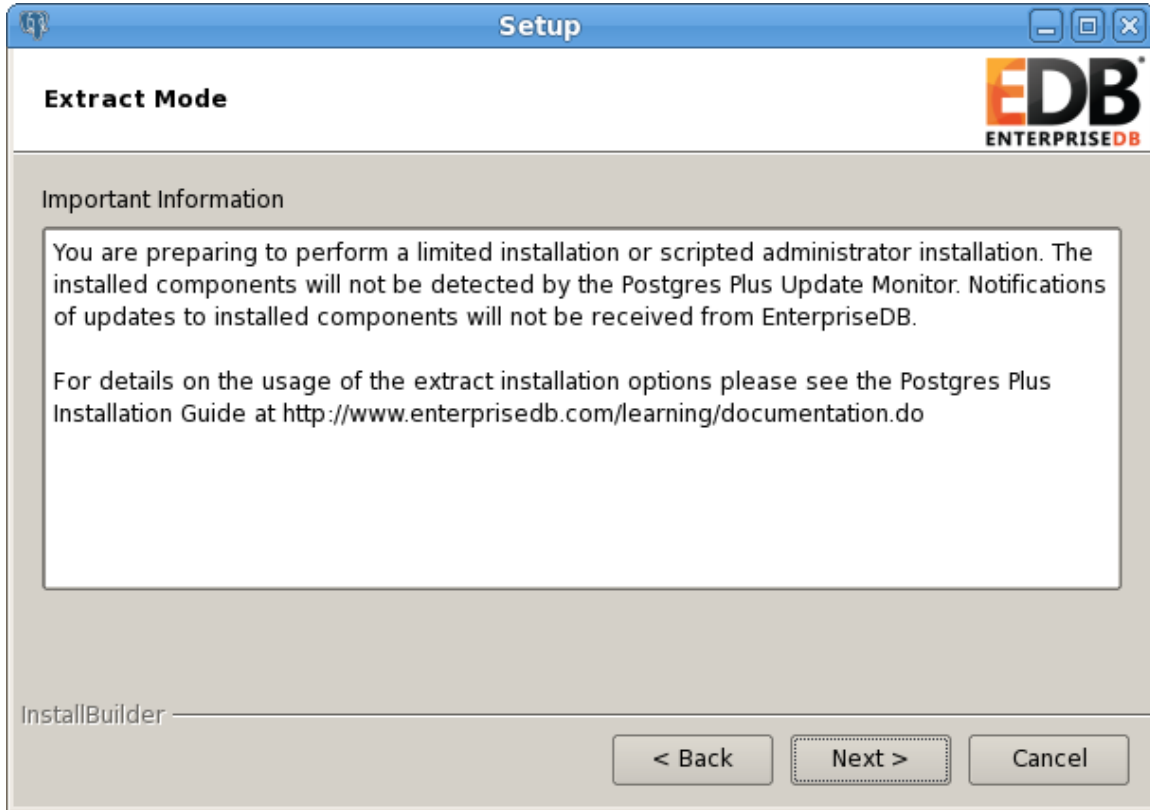 Setup
Extract Mode
EDB
ENTERPRISEDB
Important Information
You are preparing to perform a limited installation or scripted administrator installation. The
installed components will not be detected by the Postgres Plus Update Monitor. Notifications
of updates to installed components will not be received from EnterpriseDB.
For details on the usage of the extract installation options please see the Postgres Plus
Installation Guide at http://www.enterprisedb.com/learning/documentation.do
InstallBuilder
< Back
Next >
Cancel